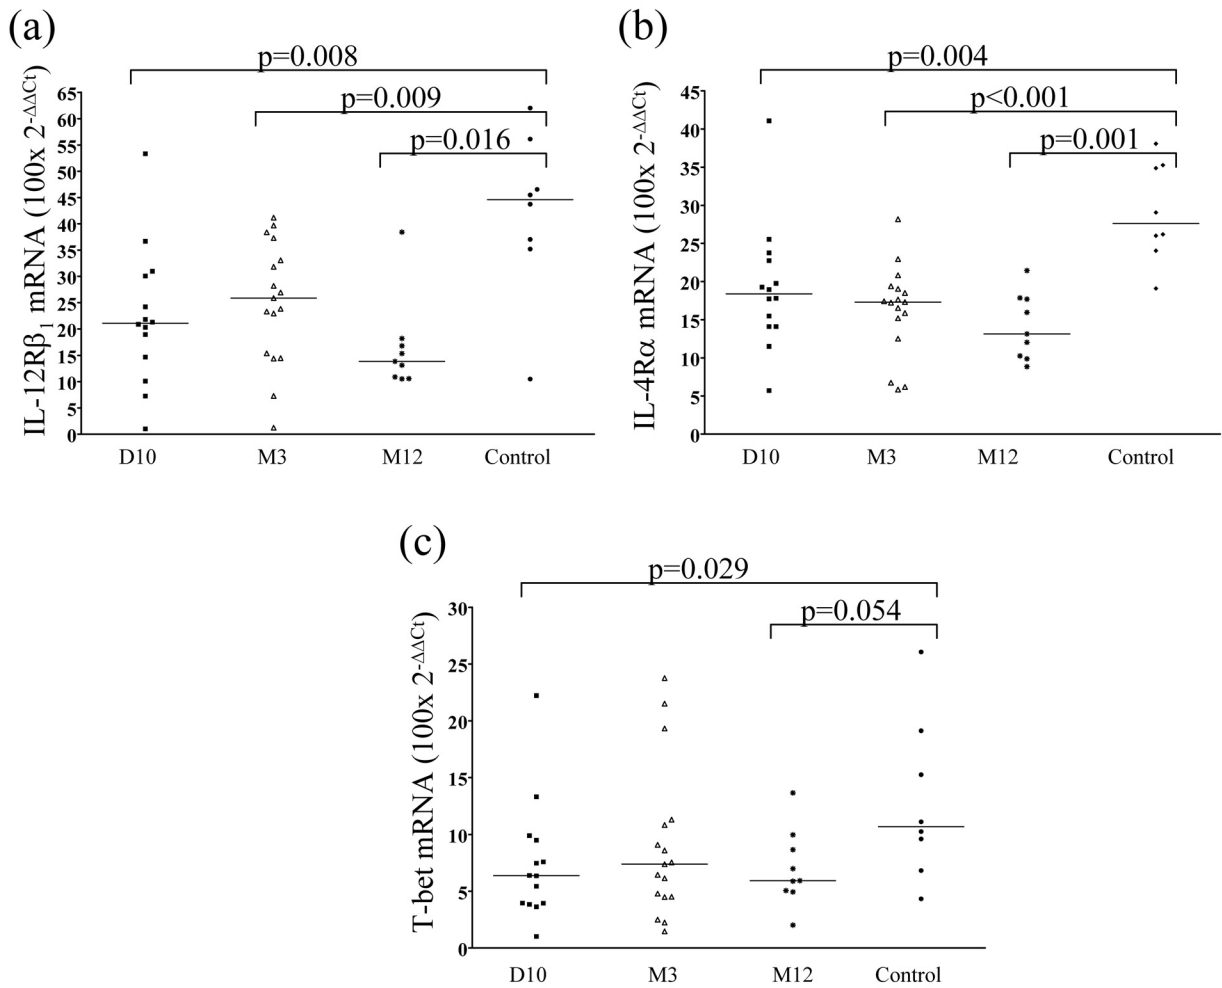 (a)
p=0.008
p=0.009
p=0.016
IL-12Rβ1 mRNA (100x 2-ΔΔCt)
65
60
55
50
45
40
35
30
25
20
15
10
5
0
D10 M3 M12 Control
(b)
p=0.004
p<0.001
p=0.001
IL-4Rα mRNA (100x 2-ΔΔCt)
45
40
35
30
25
20
15
10
5
0
D10 M3 M12 Control
(c)
p=0.029
p=0.054
T-bet mRNA (100x 2-ΔΔCt)
30
25
20
15
10
5
0
D10 M3 M12 Control